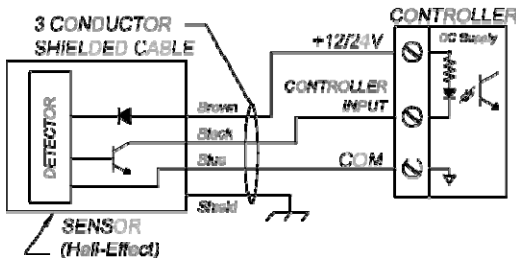 3 CONDUCTOR
SHIELDED CABLE
CONTROLLER
+12/24V
DC Supply
Brown
CONTROLLER
INPUT
Black
DETECTOR
Blue
COM
Shield
SENSOR
(Hall-Effect)